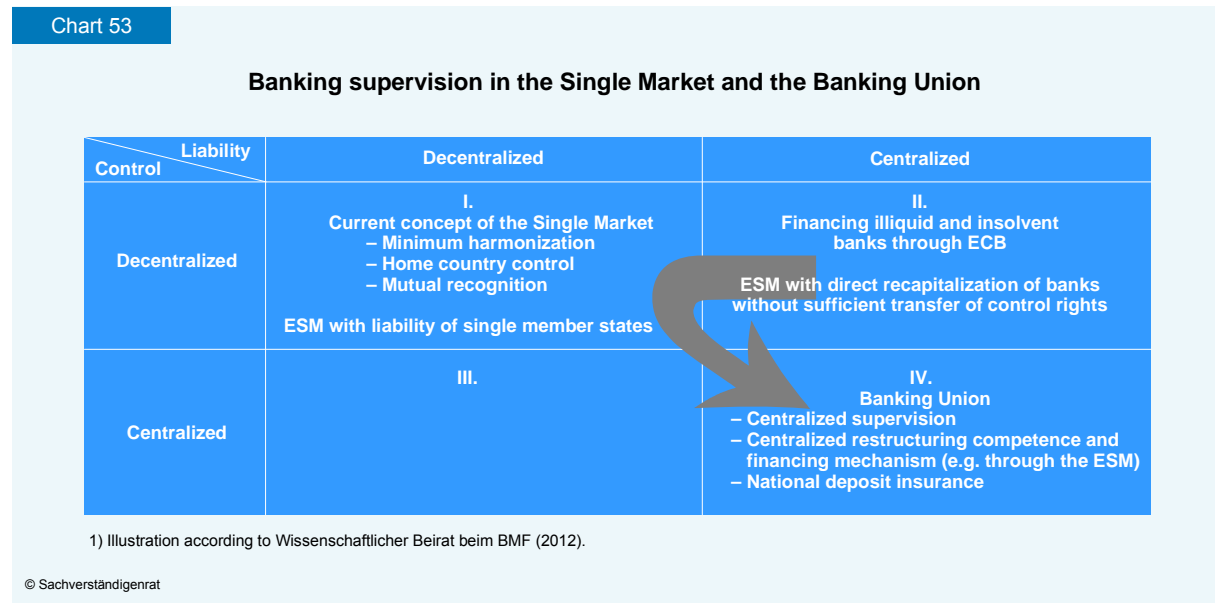 Chart 53
Banking supervision in the Single Market and the Banking Union
Liability
Control
Decentralized
Centralized
Decentralized
I.
Current concept of the Single Market
– Minimum harmonization
– Home country control
– Mutual recognition
ESM with liability of single member states
II.
Financing illiquid and insolvent
banks through ECB
ESM with direct recapitalization of banks
without sufficient transfer of control rights
Centralized
III.
IV.
Banking Union
– Centralized supervision
– Centralized restructuring competence and
financing mechanism (e.g. through the ESM)
– National deposit insurance
1) Illustration according to Wissenschaftlicher Beirat beim BMF (2012).
© Sachverständigenrat